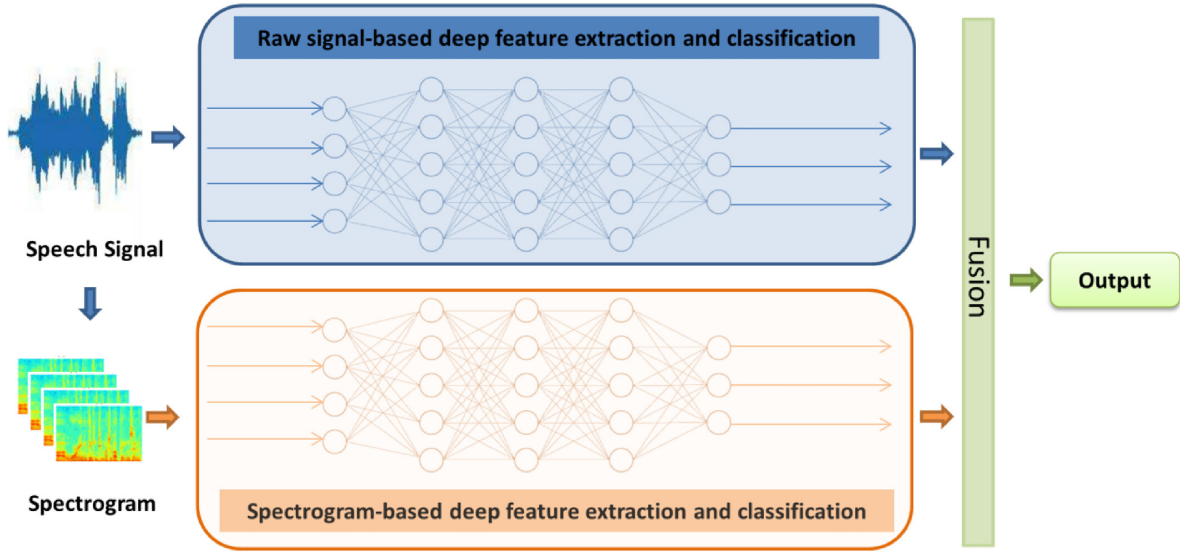 Raw signal-based deep feature extraction and classification
Speech Signal
Fusion
Output
Spectrogram
Spectrogram-based deep feature extraction and classification